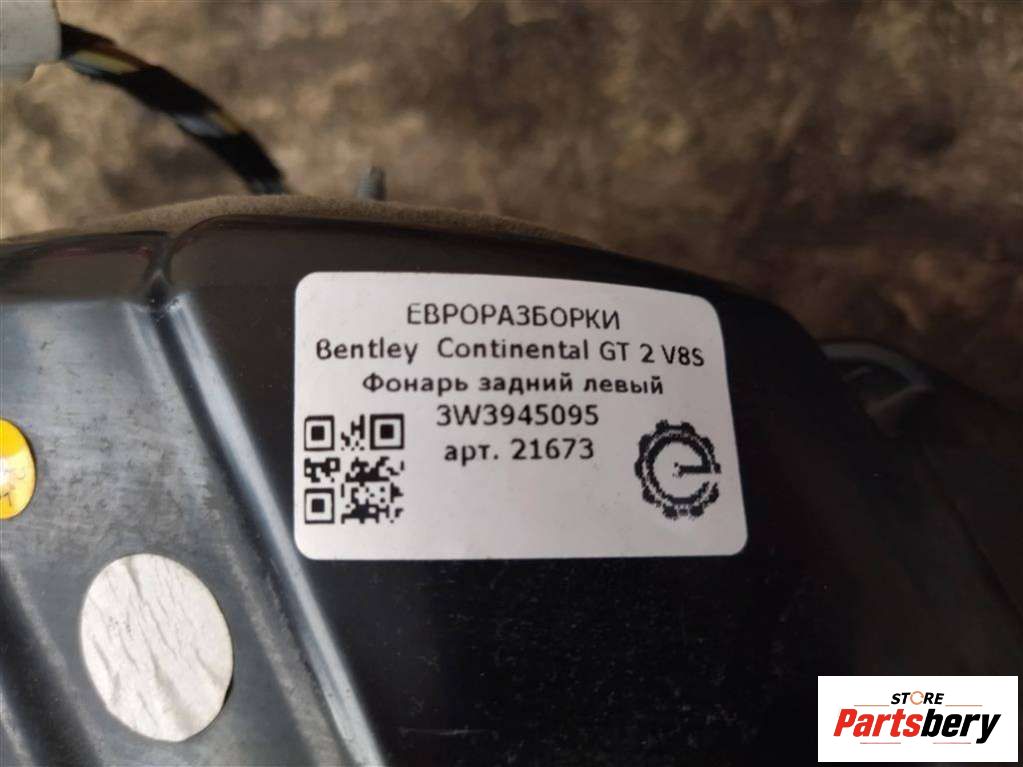 ЕВРОРАЗБОРКИ
Bentley Continental GT 2 V8S
Фонарь задний левый
3W3945095
арт. 21673
STORE
Partsbery